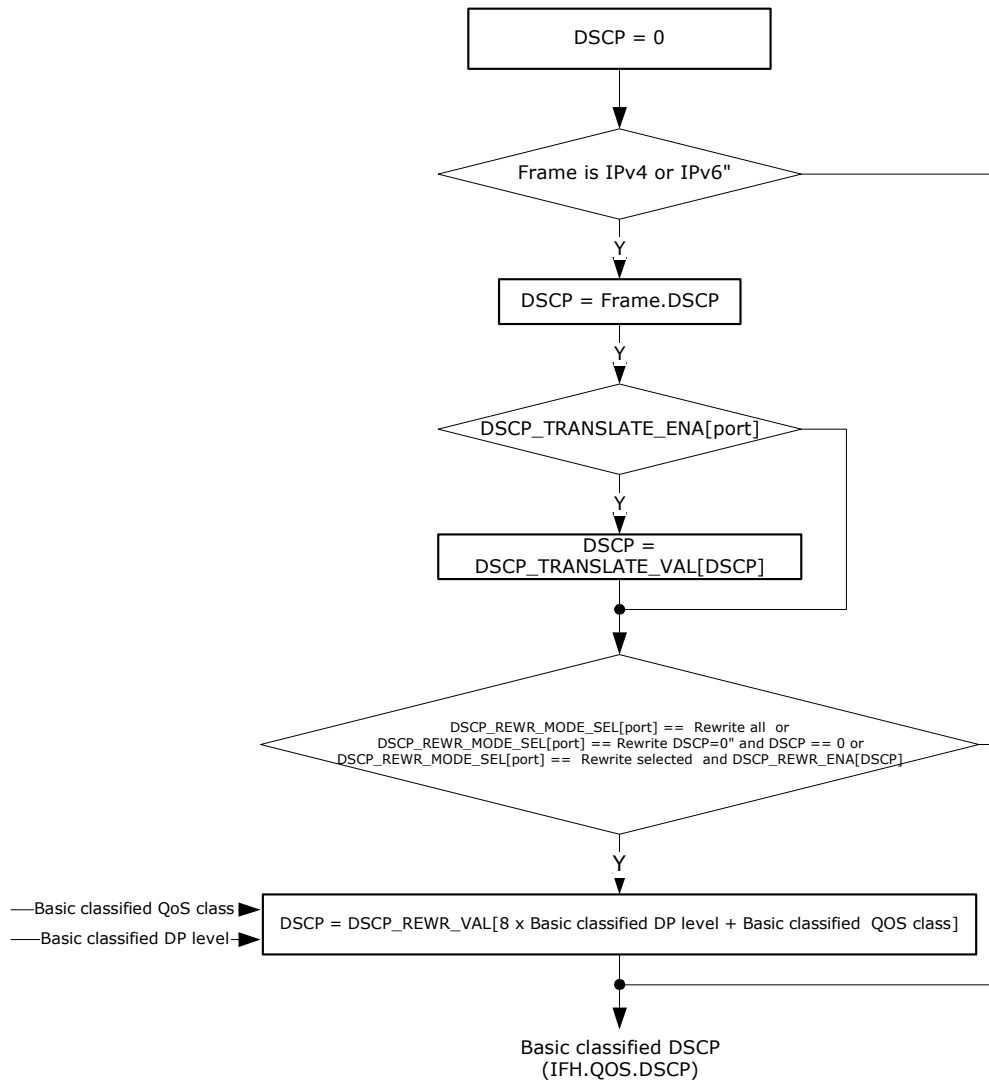 DSCP = 0
Frame is IPv4 or IPv6"
Y
DSCP = Frame.DSCP
Y
DSCP_TRANSLATE_ENA[port]
Y
DSCP =
DSCP_TRANSLATE_VAL[DSCP]
DSCP_REWR_MODE_SEL[port] == Rewrite all or
DSCP_REWR_MODE_SEL[port] == Rewrite DSCP=0" and DSCP == 0 or
DSCP_REWR_MODE_SEL[port] == Rewrite selected and DSCP_REWR_ENA[DSCP]
Y
Basic classified QoS class
Basic classified DP level
DSCP = DSCP_REWR_VAL[8 x Basic classified DP level + Basic classified QOS class]
Basic classified DSCP
(IFH.QOS.DSCP)